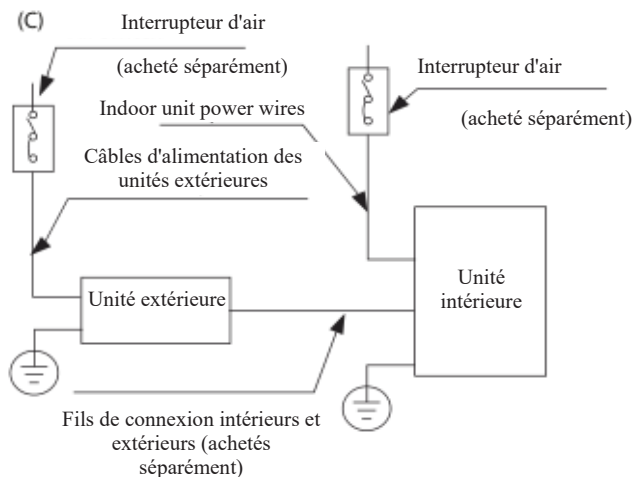 (C)
Interrupteur d'air
(acheté séparément)
Interrupteur d'air
(acheté séparément)
Indoor unit power wires
Câbles d'alimentation des
unités extérieures
Unité extérieure
Unité
intérieure
Fils de connexion intérieurs et
extérieurs (achetés
séparément)